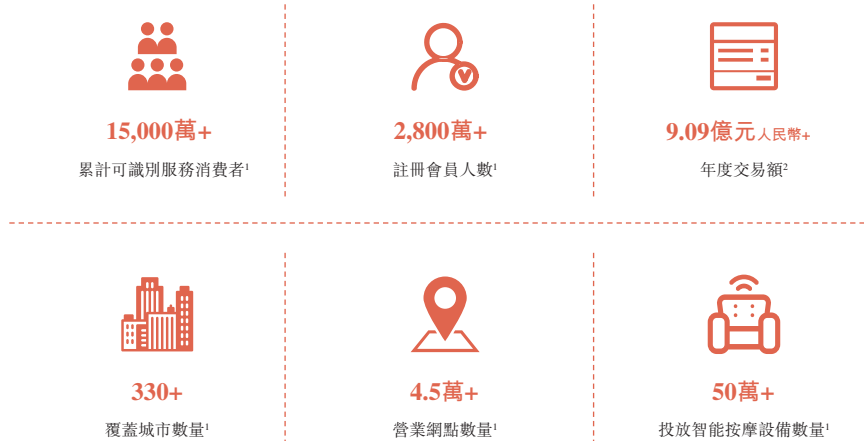 15,000萬+
累計可識別服務消費者¹
2,800萬+
註冊會員人數¹
9.09億元人民幣+
年度交易額²
330+
覆蓋城市數量¹
4.5萬+
營業網點數量¹
50萬+
投放智能按摩設備數量¹